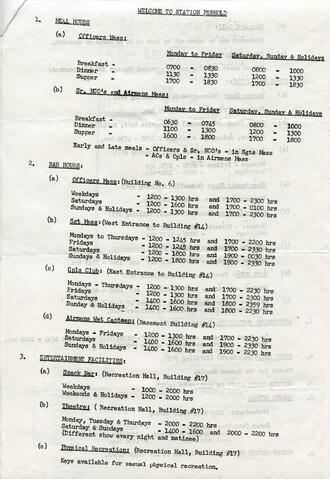 WELCOME TO STATION PENHOLD
1. MEAL HOURS
(a) Officers Mess:
Monday to Friday Saturday, Sunday & Holidays
Breakfast - 0700 - 0830 0800 - 1000
Dinner - 1130 - 1330 1200 - 1330
Supper - 1700 - 1830 1700 - 1830
(b) Sr. NCO's and Airmens Mess:
Monday to Friday Saturday, Sunday & Holidays
Breakfast - 0630 - 0745 0800 - 1000
Dinner - 1100 - 1300 1200 - 1300
Supper - 1600 - 1800 1700 - 1800
Early and Late meals - Officers & Sr. NCO's - in Sgts Mess
- ACs & Cpls - in Airmens Mess
2. BAR HOURS:
(a) Officers Mess: (Building No. 6)
Weekdays - 1200 - 1300 hrs and 1700 - 2300 hrs
Saturdays - 1200 - 1300 hrs and 1700 - 0100 hrs
Sundays & Holidays - 1200 - 1300 hrs and 1700 - 2300 hrs
(b) Sgt Mess: (West Entrance to Building #14)
Mondays to Thursdays - 1200 - 1245 hrs and 1900 - 2200 hrs
Fridays - 1200 - 1245 hrs and 1900 - 2330 hrs
Saturdays - 1200 - 1900 hrs and 1900 - 0030 hrs
Sundays & Holidays - 1200 - 1900 hrs and 1900 - 2330 hrs
(c) Cpls Club: (East Entrance to Building #14)
Mondays - Thursdays - 1200 - 1300 hrs and 1900 - 2230 hrs
Fridays - 1200 - 1300 hrs and 1900 - 2330 hrs
Saturdays - 1400 - 1600 hrs and 1800 - 2359 hrs
Sunday & Holidays - 1400 - 1600 hrs and 1800 - 2230 hrs
(d) Airmens Wet Canteen: (Basement Building #14)
Mondays - Fridays - 1200 - 1300 hrs and 1900 - 2230 hrs
Saturdays - 1400 - 1600 hrs and 1900 - 2230 hrs
Sundays & Holidays - 1400 - 1600 hrs and 1900 - 2230 hrs
3. ENTERTAINMENT FACILITIES:
(a) Snack Bar: (Recreation Hall, Building #17)
Weekdays - 1000 - 2000 hrs
Weekends & Holidays - 1200 - 2000 hrs
(b) Theatre: ( Recreation Hall, Building #17)
Monday, Tuesday & Thurdays - 2000 - 2200 hrs
Saturday & Sunday - 1400 - 1600 and 2000 - 2200 hrs
(Different show every night and matinee)
(c) Physical Recreation: (Recreation Hall, Building #17)
Keys available for casual physical recreation.